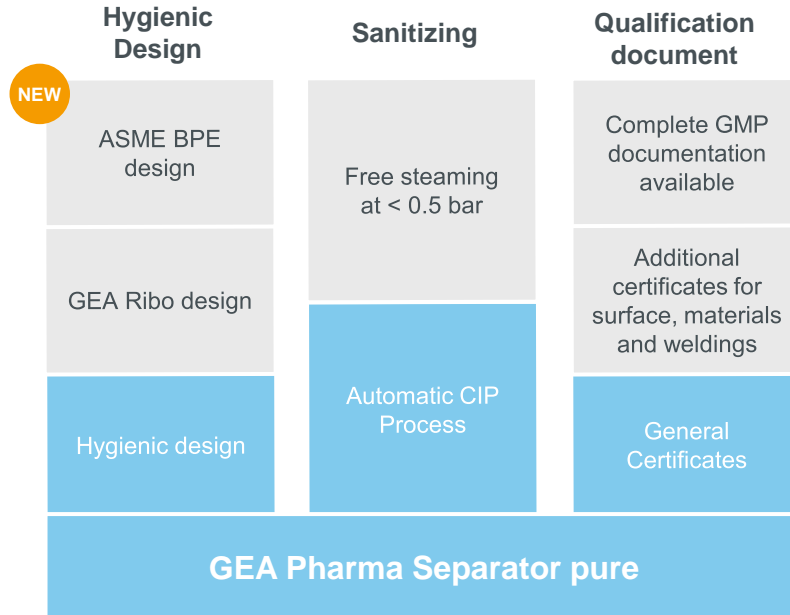 Hygienic
Design
NEW
ASME BPE
design
GEA Ribo design
Hygienic design
Sanitizing
Free steaming
at < 0.5 bar
Automatic CIP
Process
Qualification
document
Complete GMP
documentation
available
Additional
certificates for
surface, materials
and weldings
General
Certificates
GEA Pharma Separator pure